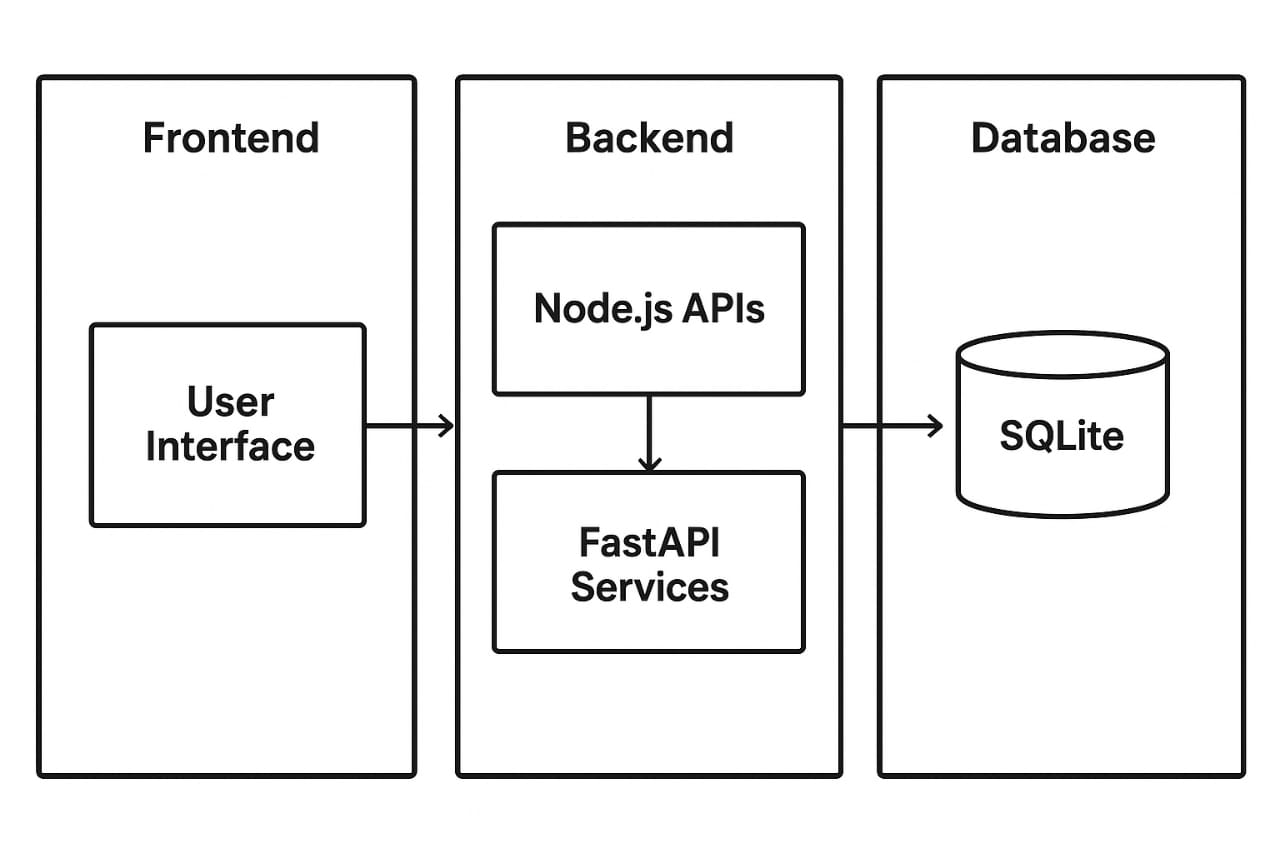 Frontend
User
Interface
Backend
Node.js APIs
FastAPI
Services
Database
SQLite